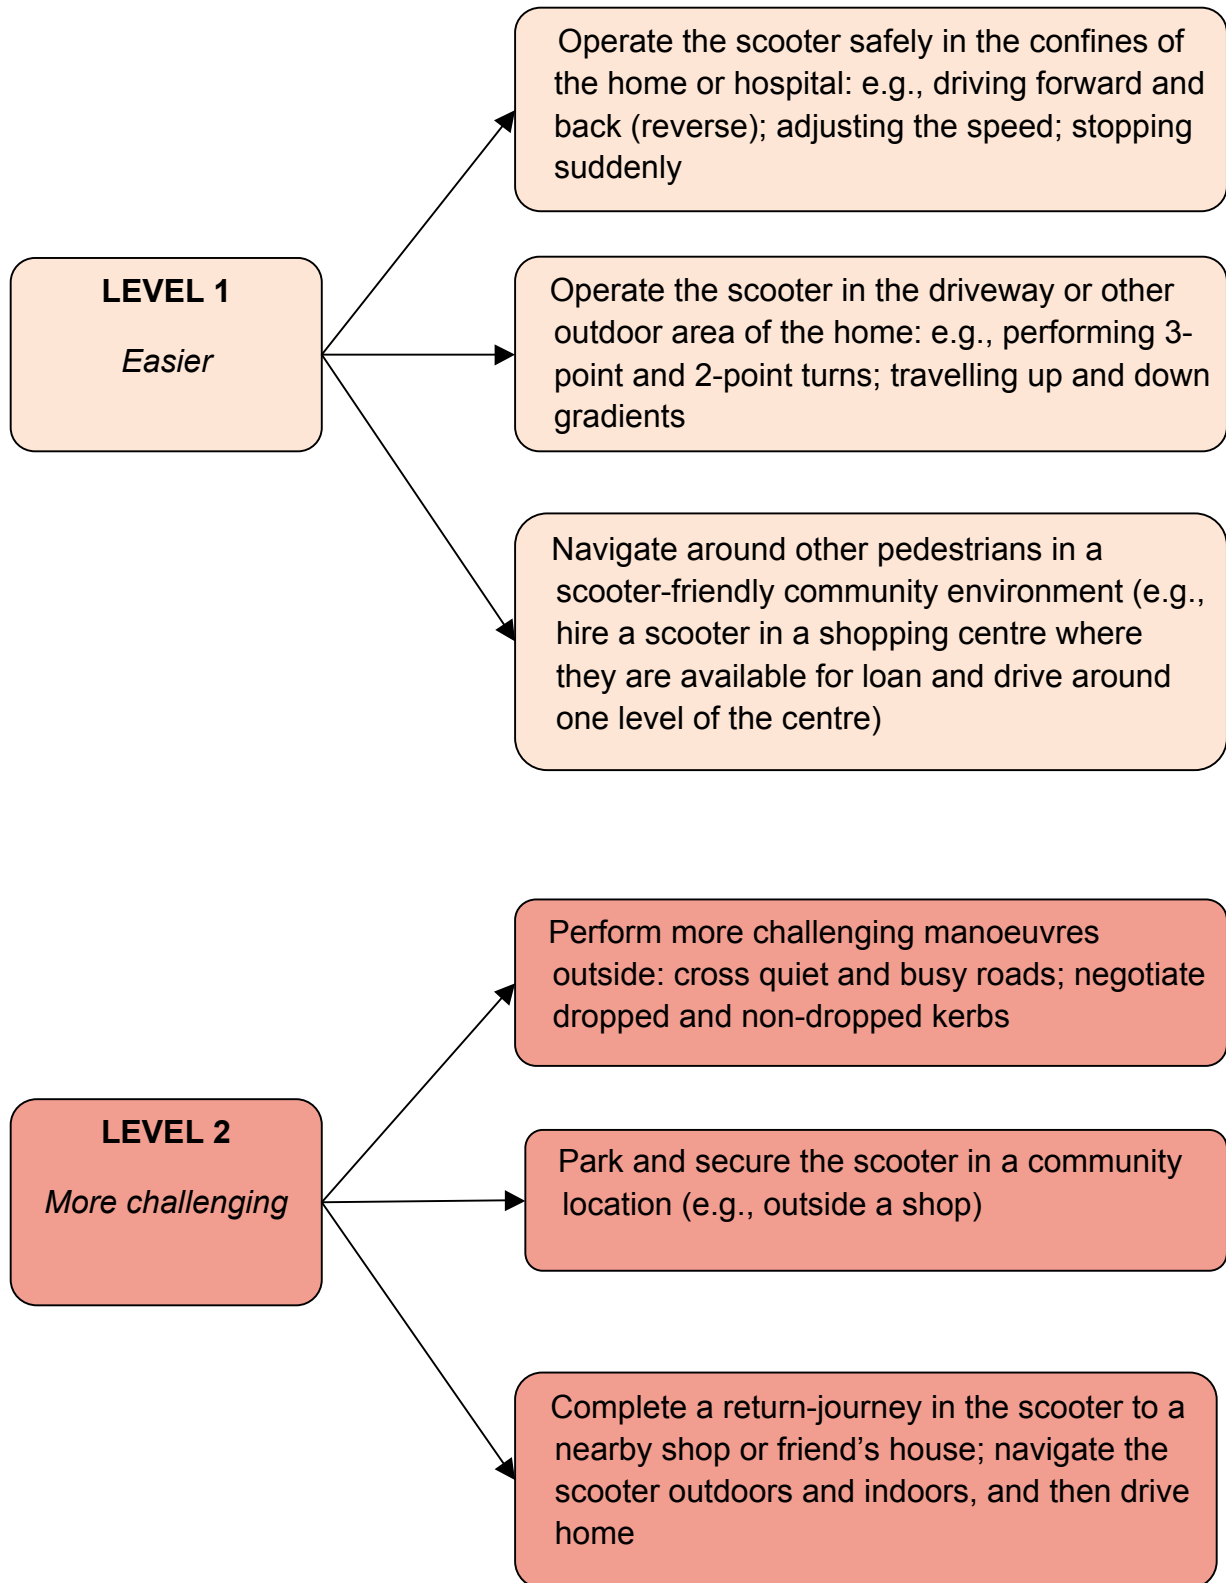 Operate the scooter safely in the confines of
the home or hospital: e.g., driving forward and
back (reverse); adjusting the speed; stopping
suddenly
LEVEL 1
Easier
Operate the scooter in the driveway or other
outdoor area of the home: e.g., performing 3-
point and 2-point turns; travelling up and down
gradients
Navigate around other pedestrians in a
scooter-friendly community environment (e.g.,
hire a scooter in a shopping centre where
they are available for loan and drive around
one level of the centre)
Perform more challenging manoeuvres
outside: cross quiet and busy roads; negotiate
dropped and non-dropped kerbs
LEVEL 2
More challenging
Park and secure the scooter in a community
location (e.g., outside a shop)
Complete a return-journey in the scooter to a
nearby shop or friend’s house; navigate the
scooter outdoors and indoors, and then drive
home